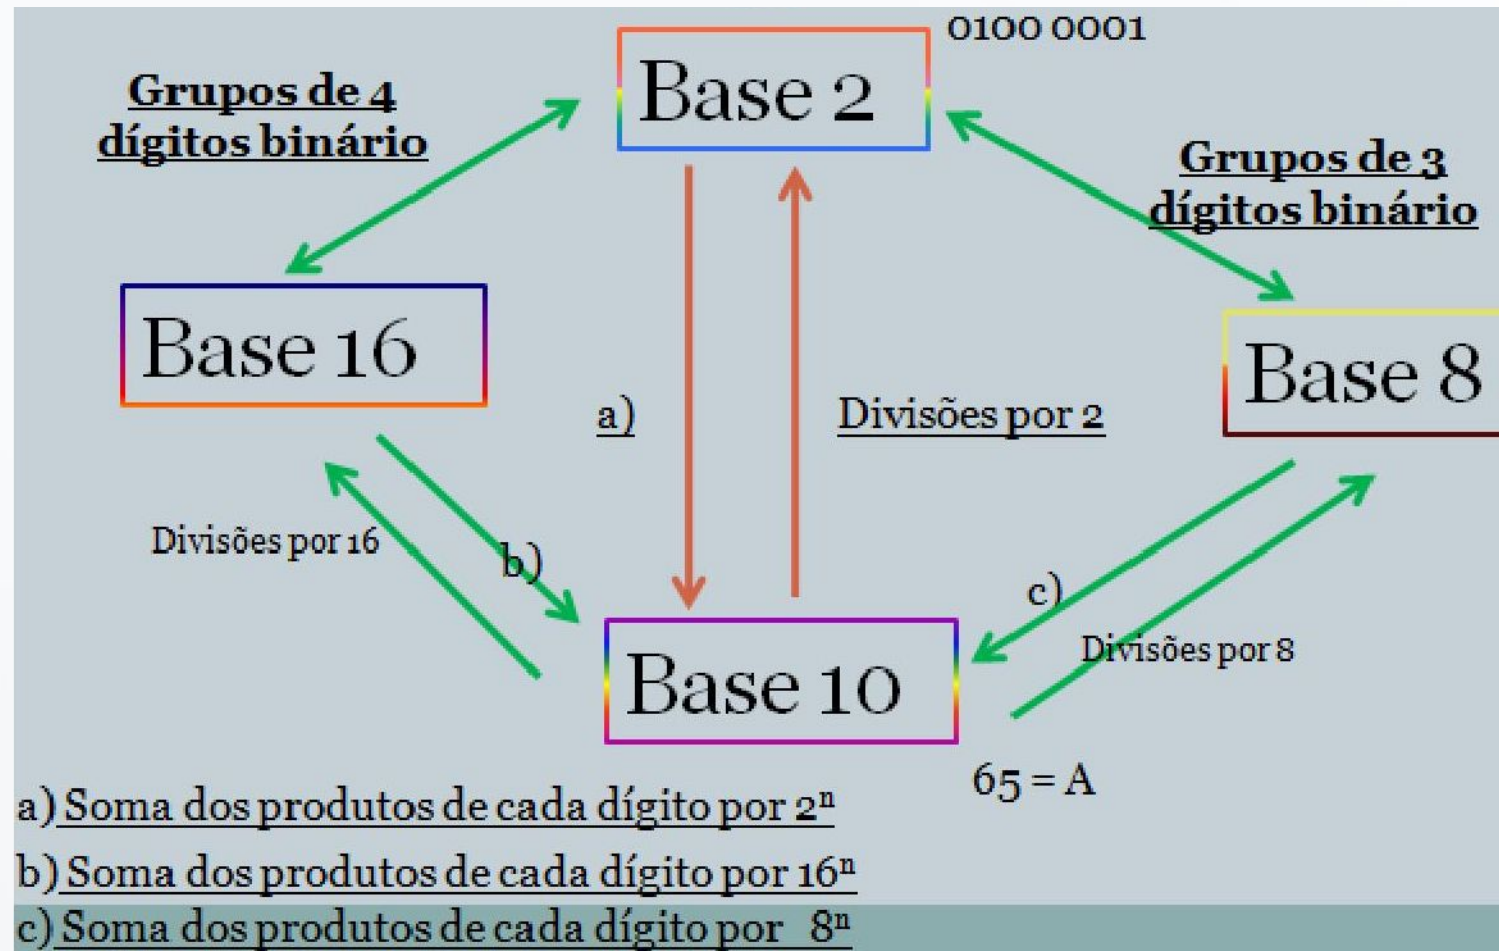 0100 0001
Base 2
Grupos de 4
dígitos binário
Grupos de 3
dígitos binário
Base 16
Base 8
a)
Divisões por 2
Divisões por 16
b)
c)
Divisões por 8
Base 10
65 = A
a) Soma dos produtos de cada dígito por 2ⁿ
b) Soma dos produtos de cada dígito por 16ⁿ
c) Soma dos produtos de cada dígito por 8ⁿ